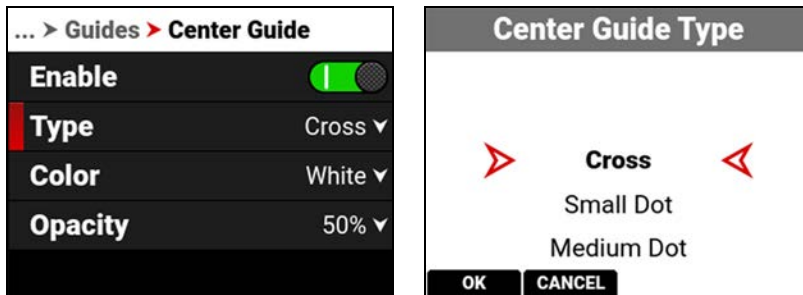 ... > Guides > Center Guide
Enable
Type Cross
Color White
Opacity 50%
Center Guide Type
Cross
Small Dot
Medium Dot
OK CANCEL